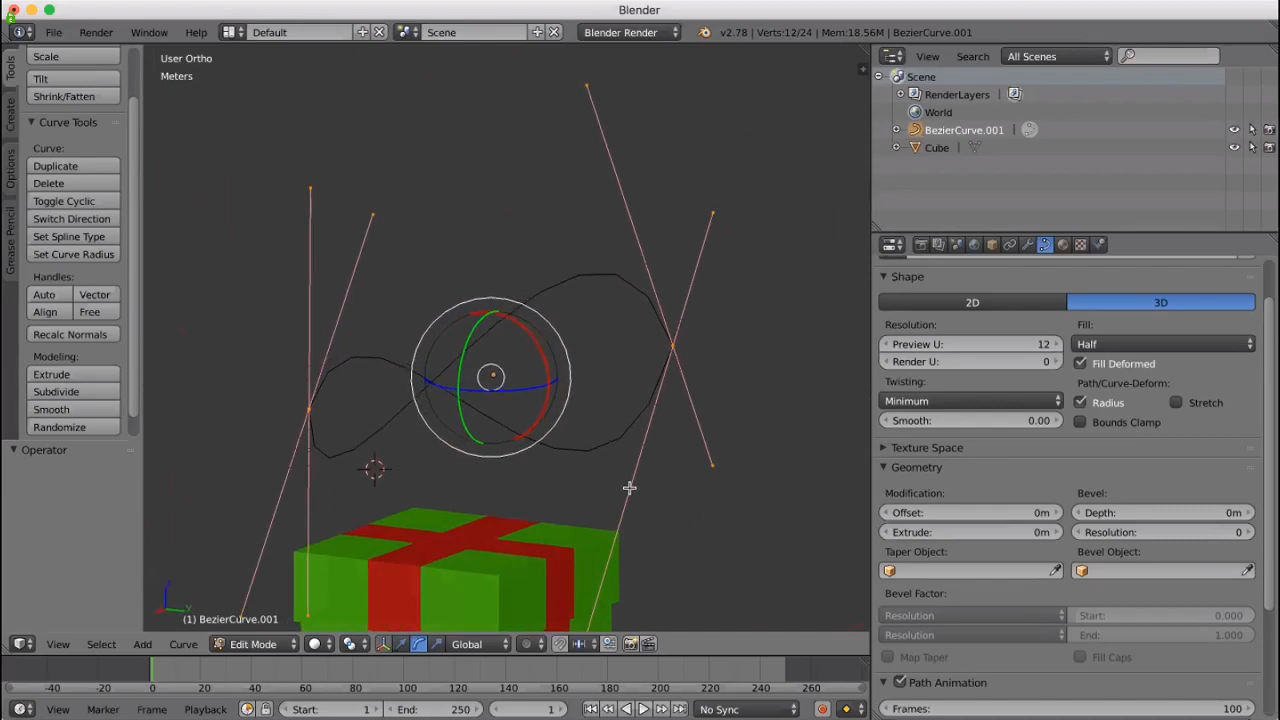 Blender
File Render Window Help Default Scene Blender Render v2.78 | Verts:12/24 | Mem:18.56M | BezierCurve.001
Tools
Create
Options
Grease Pencil
Scale
Tilt
Shrink/Fatten
Curve Tools
Curve:
Duplicate
Delete
Toggle Cyclic
Switch Direction
Set Spline Type
Set Curve Radius
Handles:
Auto Vector
Align Free
Recalc Normals
Modeling:
Extrude
Subdivide
Smooth
Randomize
Operator
User Ortho
Meters
(1) BezierCurve.001
View Select Add Curve Edit Mode Global
View Search All Scenes
Scene
RenderLayers
World
BezierCurve.001
Cube
Shape
2D 3D
Resolution: Fill:
Preview U: 12 Half
Render U: 0 Fill Deformed
Twisting: Path/Curve-Deform:
Minimum Radius Stretch
Smooth: 0.00 Bounds Clamp
Texture Space
Geometry
Modification: Bevel:
Offset: 0m Depth: 0m
Extrude: 0m Resolution: 0
Taper Object: Bevel Object:
Bevel Factor:
Resolution Start: 0.000
Resolution End: 1.000
Map Taper Fill Caps
Path Animation
Frames: 100
-40 -20 0 20 40 60 80 100 120 140 160 180 200 220 240 260
View Marker Frame Playback Start: 1 End: 250 1 No Sync